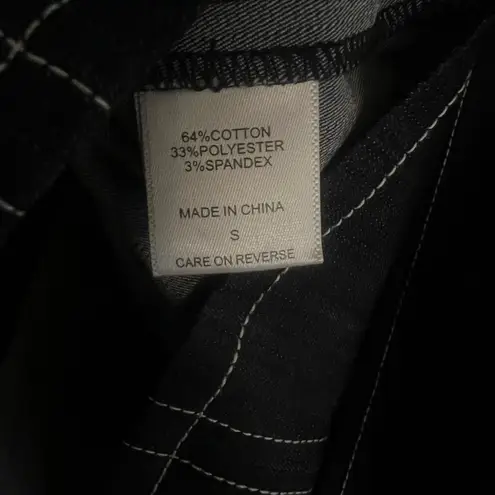 64%COTTON
33%POLYESTER
3%SPANDEX
MADE IN CHINA
S
CARE ON REVERSE